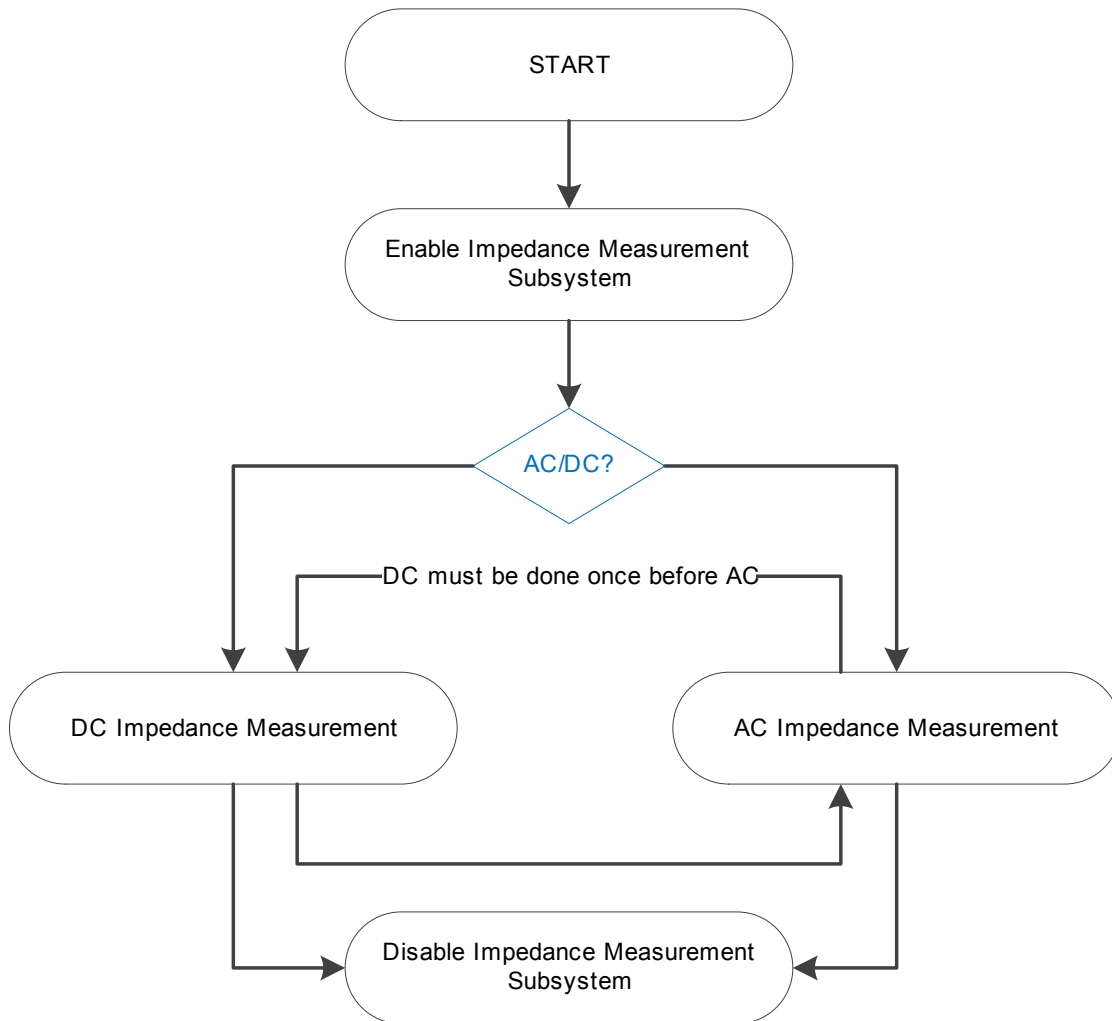 START
Enable Impedance Measurement
Subsystem
AC/DC?
DC must be done once before AC
DC Impedance Measurement
AC Impedance Measurement
Disable Impedance Measurement
Subsystem